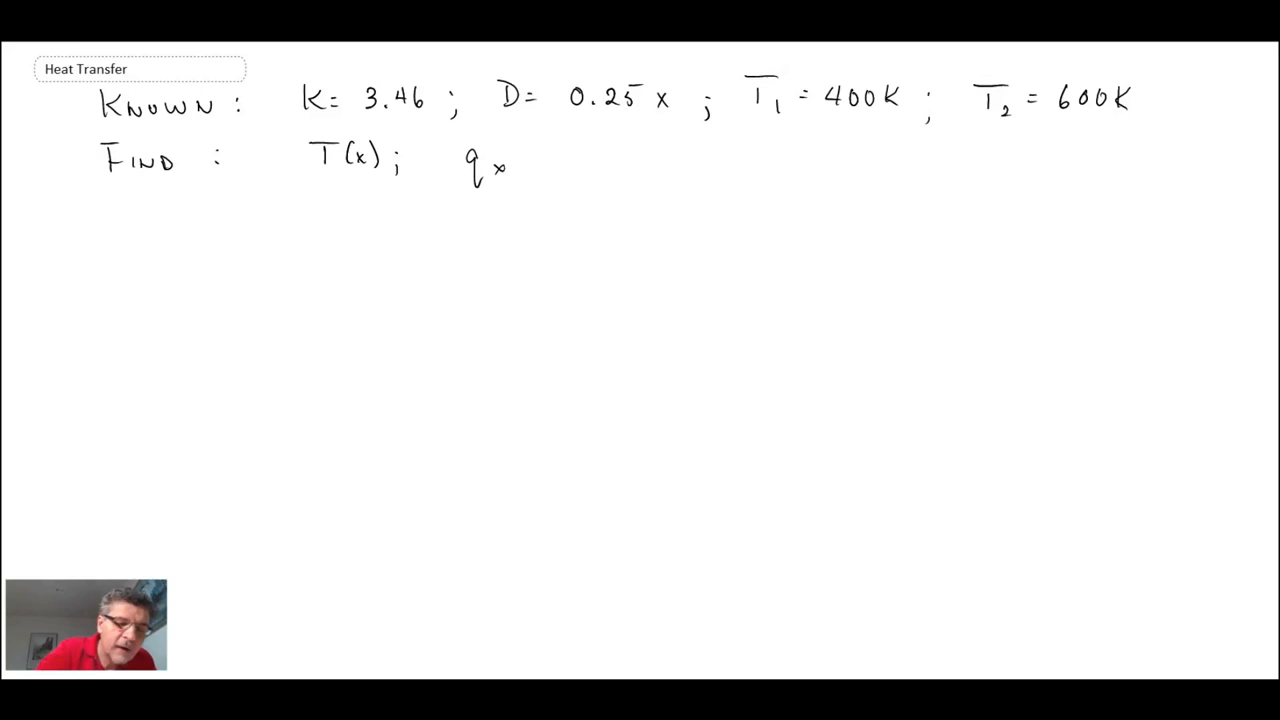 Heat Transfer
KNOWN : K= 3.46 ; D= 0.25 x ; T₁ = 400K ; T₂ = 600K
FIND : T(x) ; qₓ